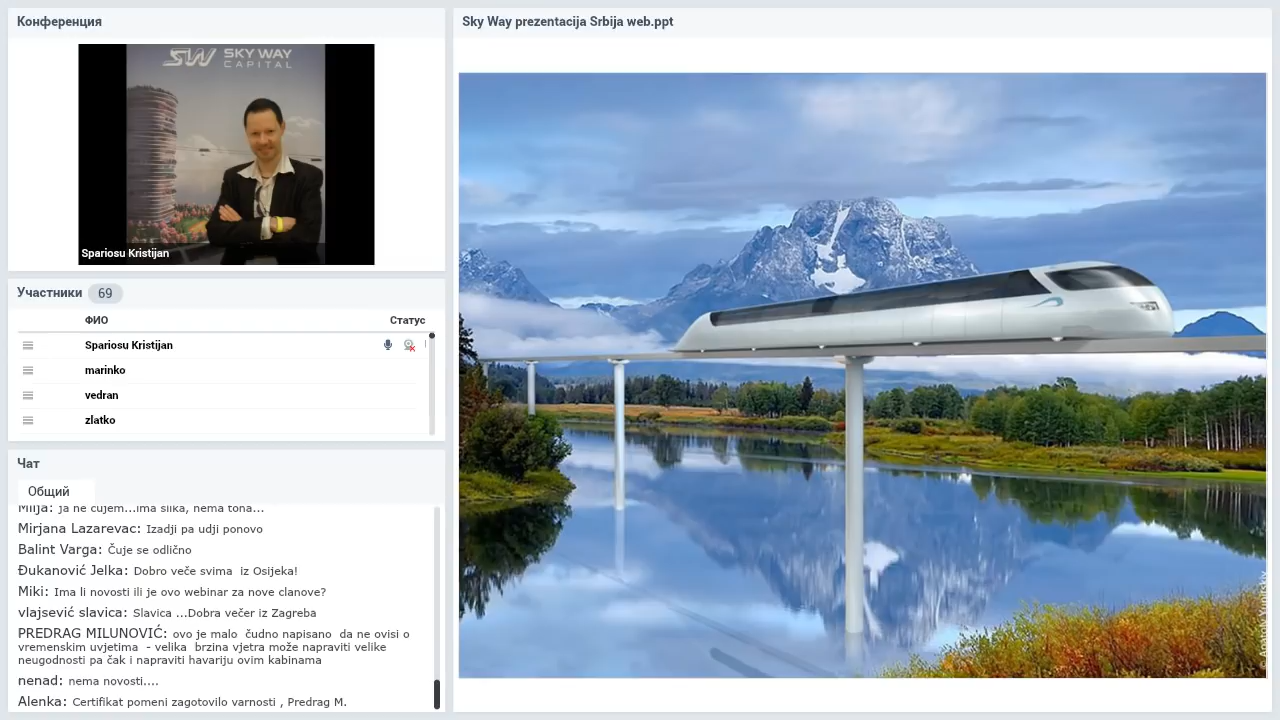 Конференция
SW SKY WAY
CAPITAL
Spariosu Kristijan
Участники 69
ФИО Статус
Spariosu Kristijan
marinko
vedran
zlatko
Чат
Общий
Milja: ja ne cujem...ima slika, nema tona...
Mirjana Lazarevac: Izadji pa udji ponovo
Balint Varga: Čuje se odlično
Đukanović Jelka: Dobro veče svima iz Osijeka!
Miki: Ima li novosti ili je ovo webinar za nove clanove?
vlajsević slavica: Slavica ...Dobra večer iz Zagreba
PREDRAG MILUNOVIĆ: ovo je malo čudno napisano da ne ovisi o
vremenskim uvjetima - velika brzina vjetra može napraviti velike
neugodnosti pa čak i napraviti havariju ovim kabinama
nenad: nema novosti....
Alenka: Certifikat pomeni zagotovilo varnosti , Predrag M.
Sky Way prezentacija Srbija web.ppt